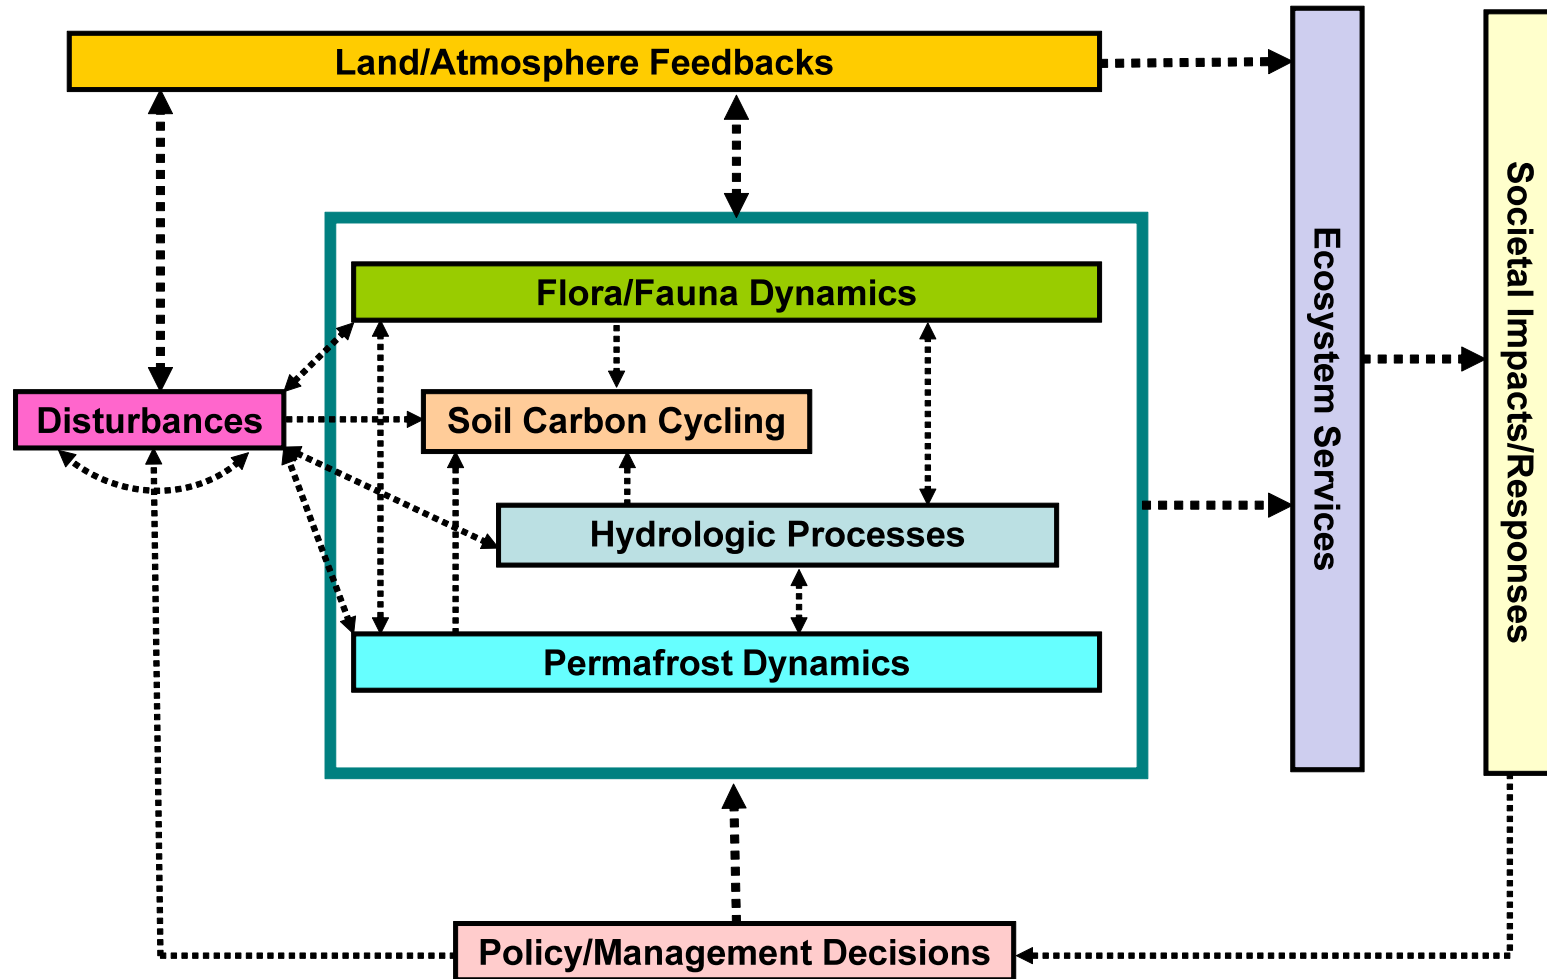 Land/Atmosphere Feedbacks
Flora/Fauna Dynamics
Disturbances
Soil Carbon Cycling
Hydrologic Processes
Permafrost Dynamics
Policy/Management Decisions
Ecosystem Services
Societal Impacts/Responses